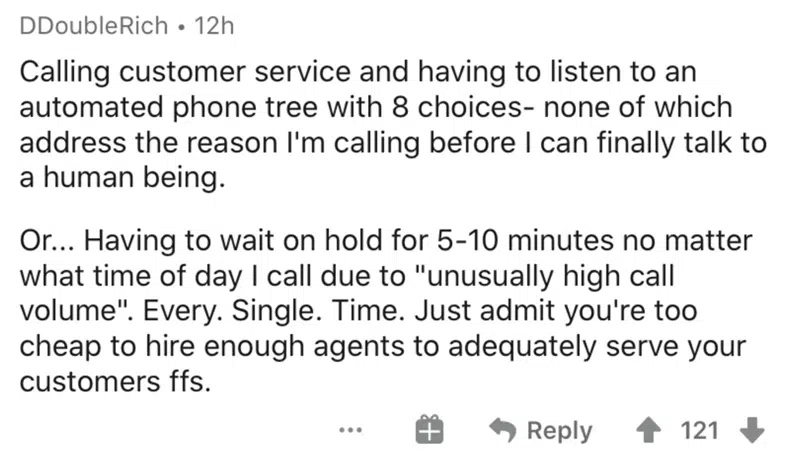 DDoubleRich • 12h
Calling customer service and having to listen to an
automated phone tree with 8 choices- none of which
address the reason I'm calling before I can finally talk to
a human being.
Or... Having to wait on hold for 5-10 minutes no matter
what time of day I call due to "unusually high call
volume". Every. Single. Time. Just admit you're too
cheap to hire enough agents to adequately serve your
customers ffs.
... Reply 121